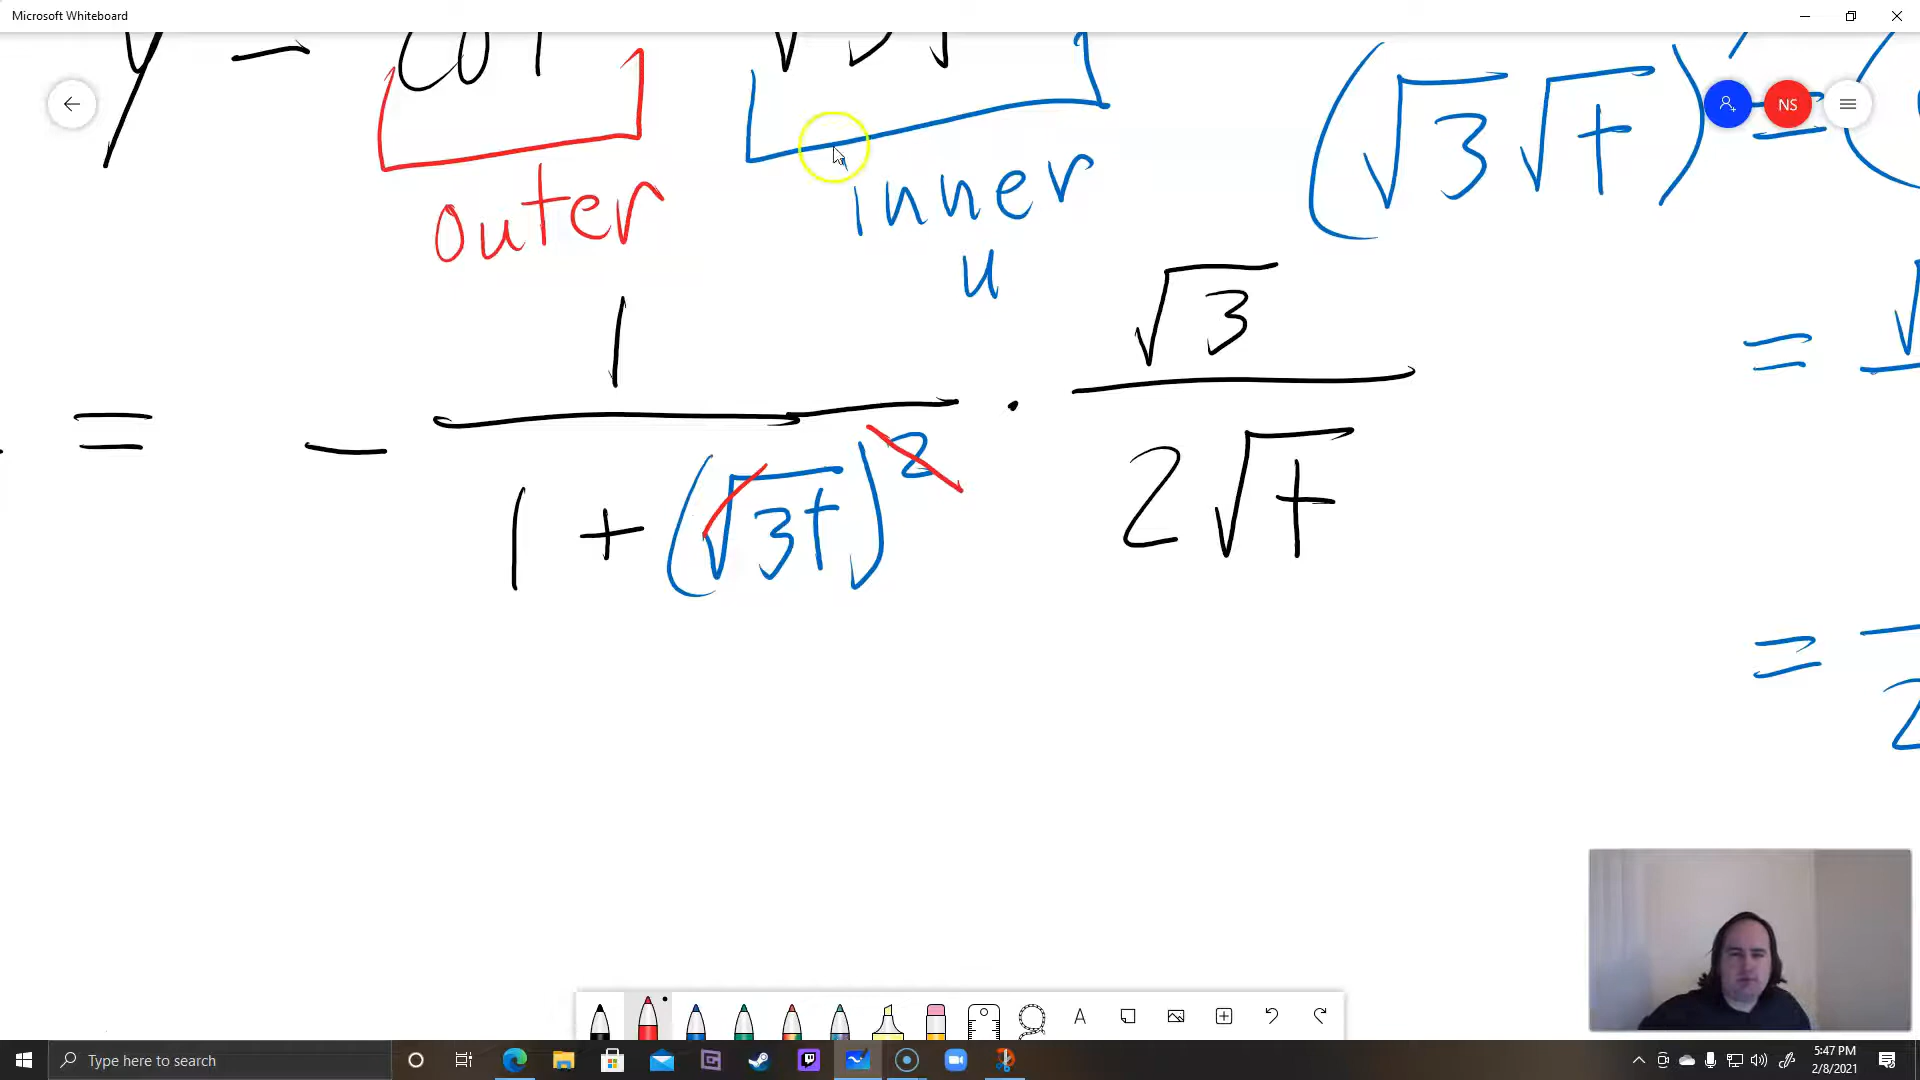 Microsoft Whiteboard
y = cot
outer
inner
u
(√3 √t)
NS
= - 1 / (1 + (√3t)²) · √3 / (2√t)
=
=
2
A
Type here to search
5:47 PM
2/8/2021